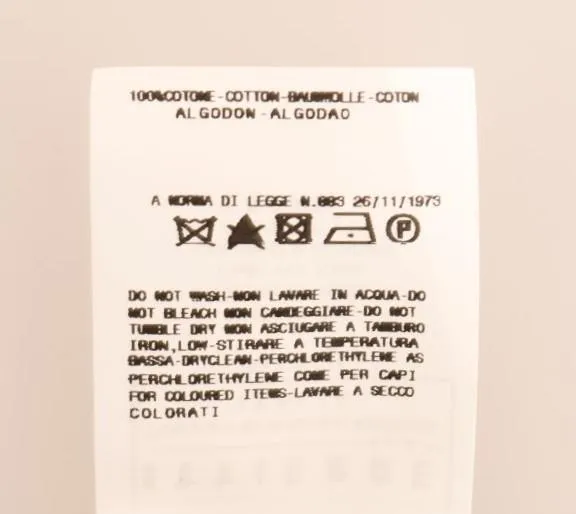 100%COTONE-COTTON-BAUMWOLLE-COTON
ALGODON-ALGODAO
A NORMA DI LEGGE N.883 26/11/1973
P
DO NOT WASH-NON LAVARE IN ACQUA-DO
NOT BLEACH NON CANDEGGIARE-DO NOT
TUMBLE DRY NON ASCIUGARE A TAMBURO
IRON,LOW-STIRARE A TEMPERATURA
BASSA-DRYCLEAN-PERCHLORETHYLENE AS
PERCHLORETHYLENE COME PER CAPI
FOR COLOURED ITEMS-LAVARE A SECCO
COLORATI